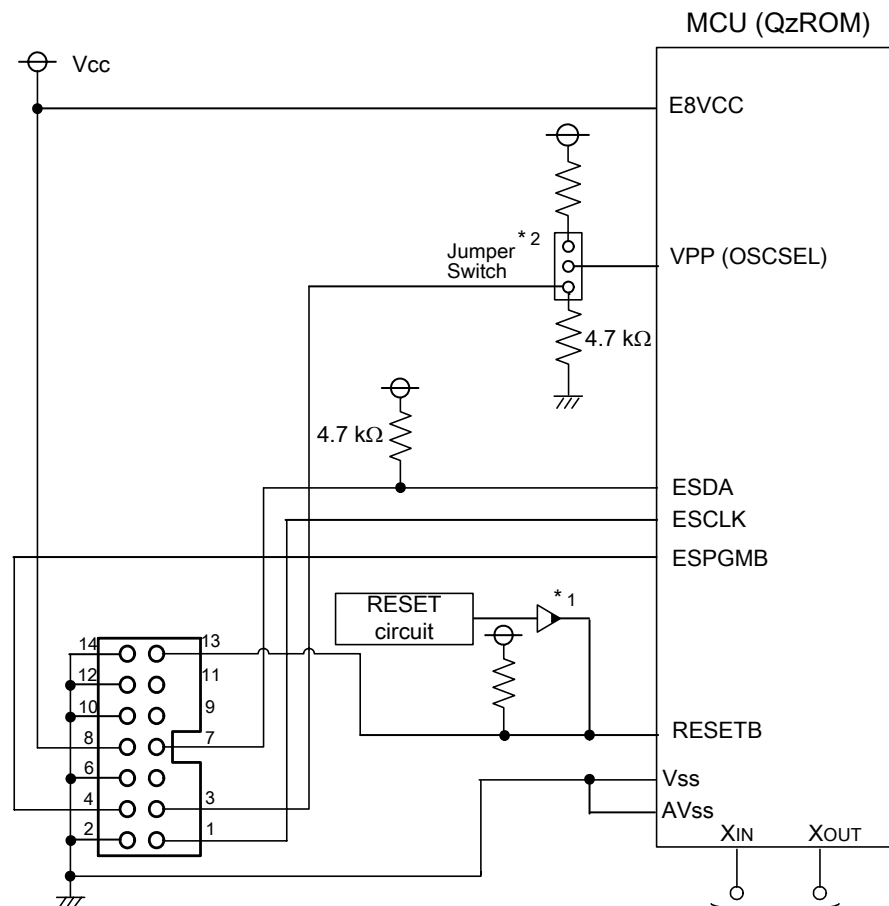 MCU (QzROM)
Vcc
E8VCC
* 2
Jumper
Switch
VPP (OSCSEL)
4.7 kΩ
4.7 kΩ
ESDA
ESCLK
ESPGMB
RESET
circuit
* 1
14
13
12
11
10
9
8
7
RESETB
6
Vss
4
3
AVss
2
1
XIN
XOUT